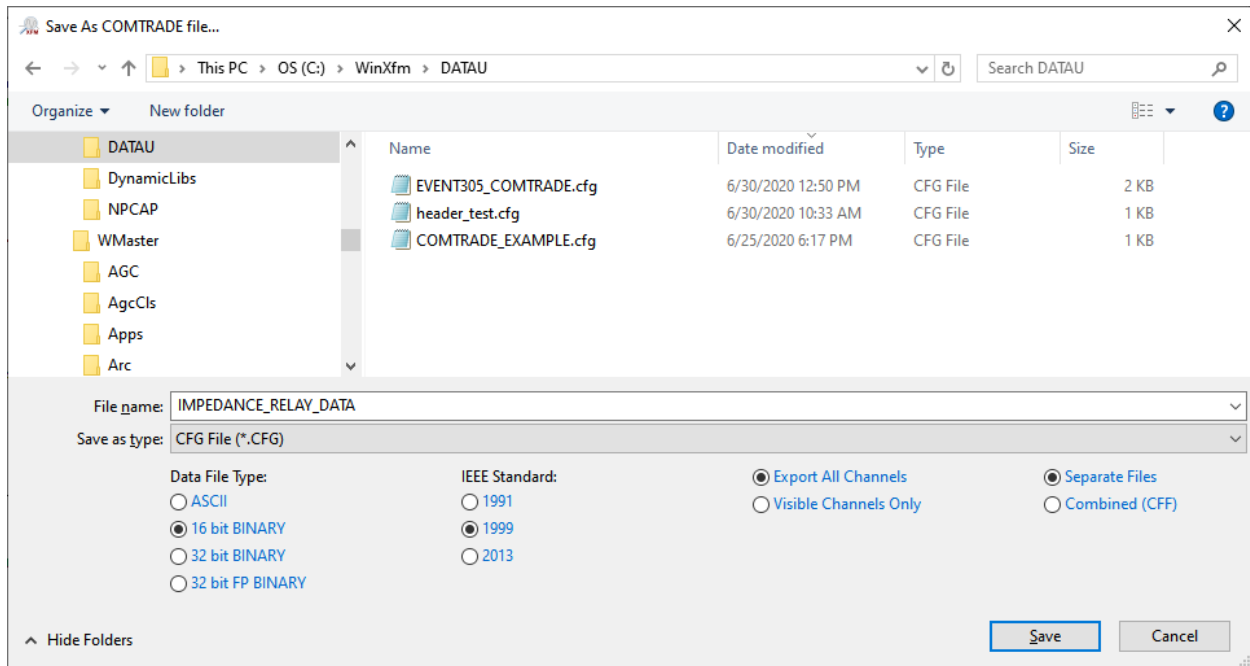 Save As COMTRADE file...
This PC > OS (C:) > WinXfm > DATAU
Search DATAU
Organize
New folder
DATAU
DynamicLibs
NPCAP
WMaster
AGC
AgcCls
Apps
Arc
Name Date modified Type Size
EVENT305_COMTRADE.cfg 6/30/2020 12:50 PM CFG File 2 KB
header_test.cfg 6/30/2020 10:33 AM CFG File 1 KB
COMTRADE_EXAMPLE.cfg 6/25/2020 6:17 PM CFG File 1 KB
File name: IMPEDANCE_RELAY_DATA
Save as type: CFG File (*.CFG)
Data File Type:
ASCII
16 bit BINARY
32 bit BINARY
32 bit FP BINARY
IEEE Standard:
1991
1999
2013
Export All Channels
Visible Channels Only
Separate Files
Combined (CFF)
Hide Folders
Save
Cancel